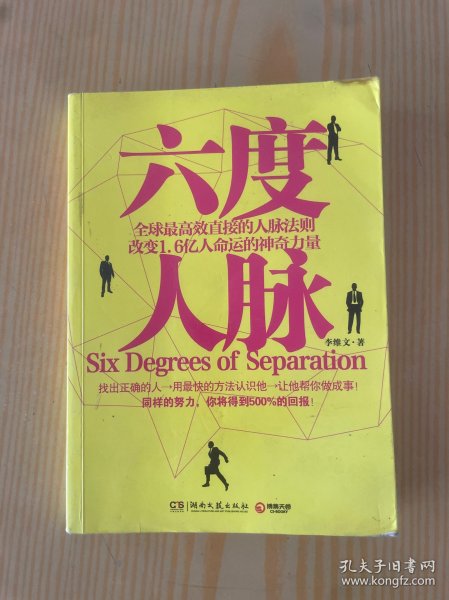 六度
全球最高效直接的人脉法则
改变1.6亿人命运的神奇力量
人脉
李维文·著
Six Degrees of Separation
找出正确的人→用最快的方法认识他→让他帮你做成事!
同样的努力,你将得到500%的回报!
CS 湖南文艺出版社 博集天卷
CS-BOOKY
孔夫子旧书网
www.kongfz.com